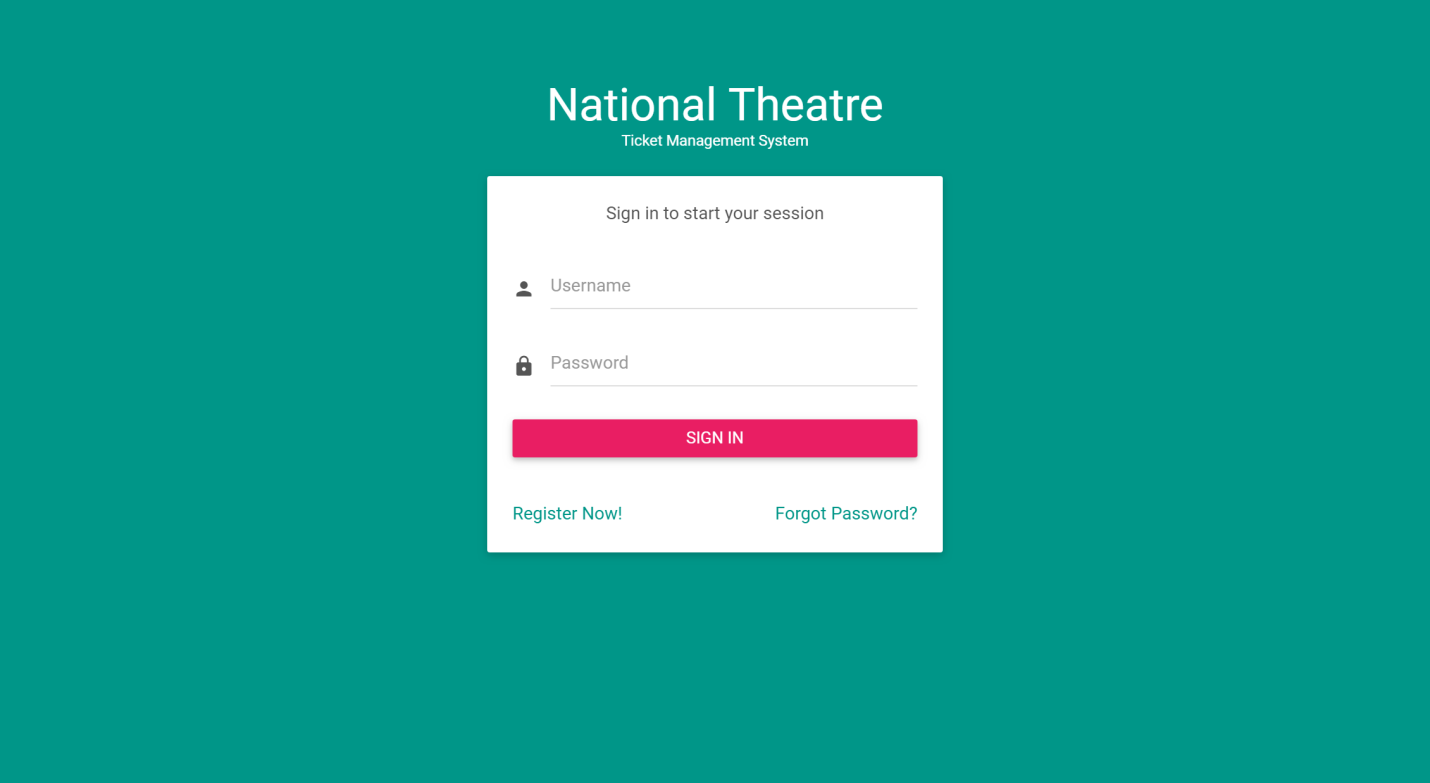 National Theatre
Ticket Management System
Sign in to start your session
Username
Password
SIGN IN
Register Now!
Forgot Password?